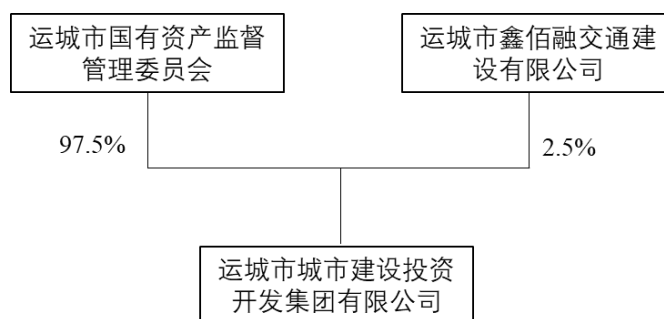 运城市国有资产监督
管理委员会
运城市鑫佰融交通建
设有限公司
97.5%
2.5%
运城市城市建设投资
开发集团有限公司